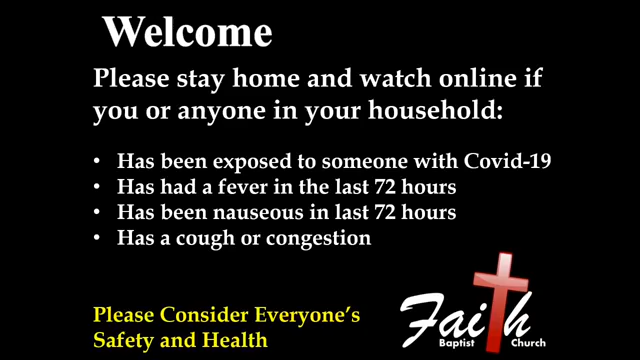 Welcome
Please stay home and watch online if
you or anyone in your household:
• Has been exposed to someone with Covid-19
• Has had a fever in the last 72 hours
• Has been nauseous in last 72 hours
• Has a cough or congestion
Please Consider Everyone's
Safety and Health
Faith
Baptist Church